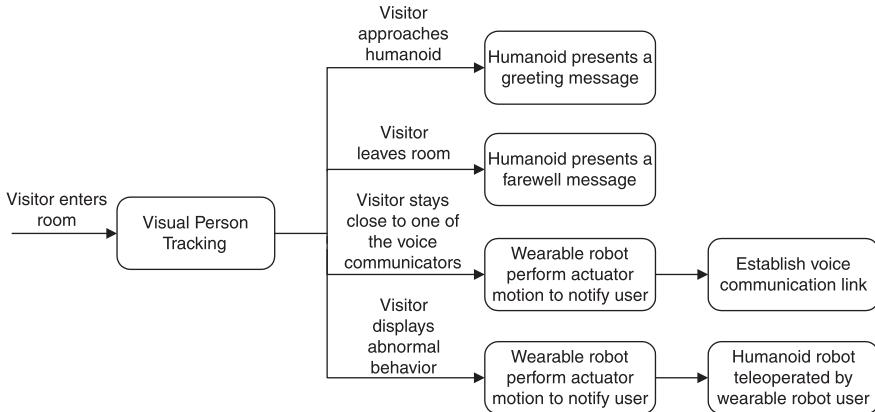 Visitor enters
room
Visual Person
Tracking
Visitor
approaches
humanoid
Humanoid presents a
greeting message
Visitor
leaves room
Humanoid presents a
farewell message
Visitor stays
close to one of
the voice
communicators
Wearable robot
perform actuator
motion to notify user
Establish voice
communication link
Visitor
displays
abnormal
behavior
Wearable robot
perform actuator
motion to notify user
Humanoid robot
teleoperated by
wearable robot user